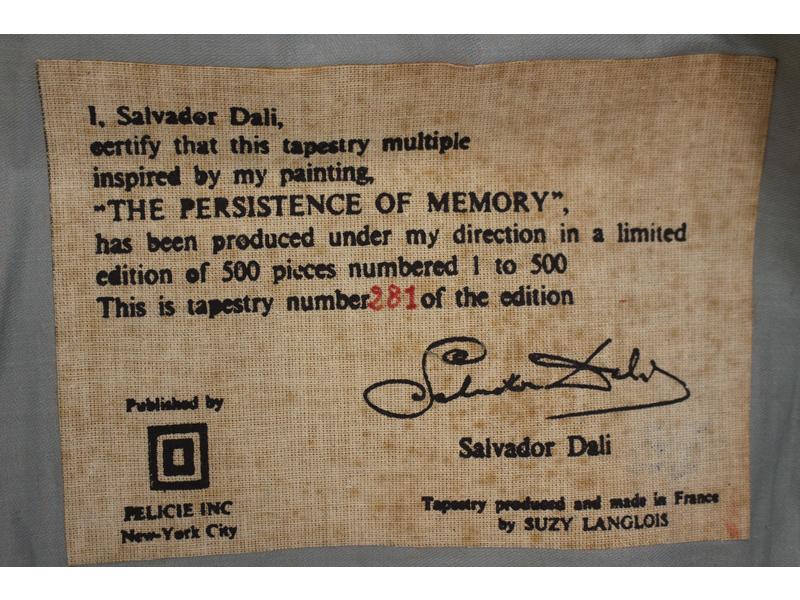 I, Salvador Dali,
certify that this tapestry multiple
inspired by my painting,
"THE PERSISTENCE OF MEMORY",
has been produced under my direction in a limited
edition of 500 pieces numbered 1 to 500
This is tapestry number 281 of the edition
Salvador Dali
Salvador Dali
Published by
FELICIE INC
New-York City
Tapestry produced and made in France
by SUZY LANGLOIS